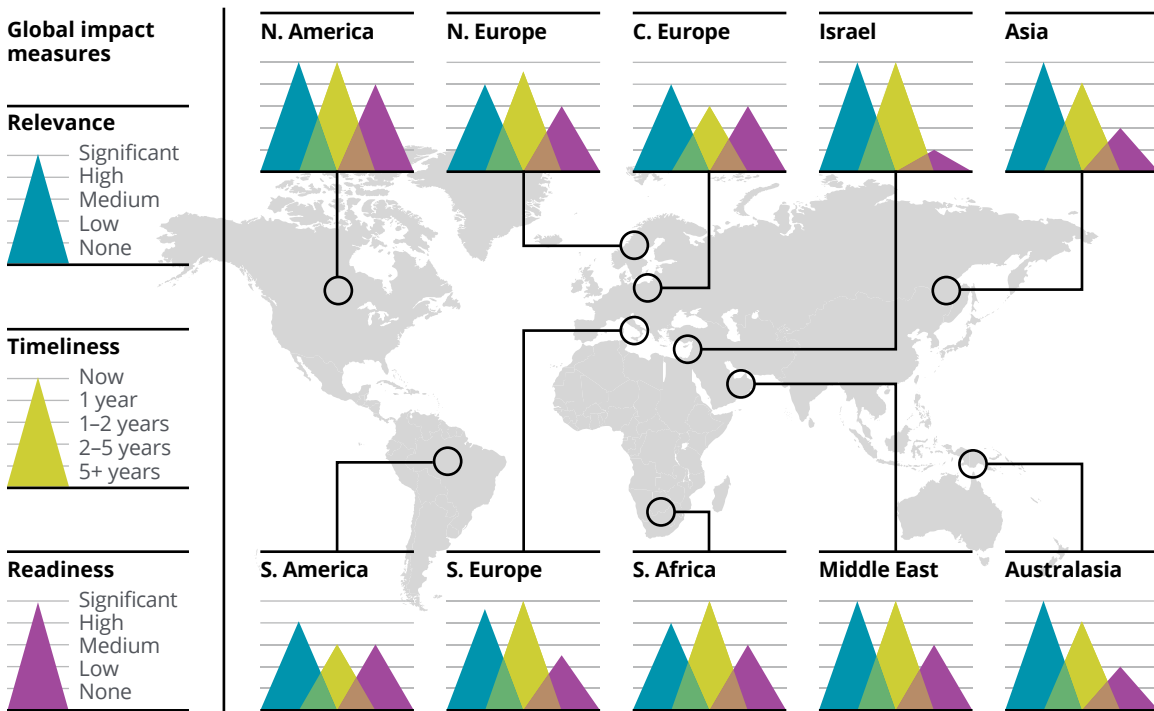 Global impact
measures
Relevance
Significant
High
Medium
Low
None
Timeliness
Now
1 year
1–2 years
2–5 years
5+ years
Readiness
Significant
High
Medium
Low
None
N. America
N. Europe
C. Europe
Israel
Asia
S. America
S. Europe
S. Africa
Middle East
Australasia